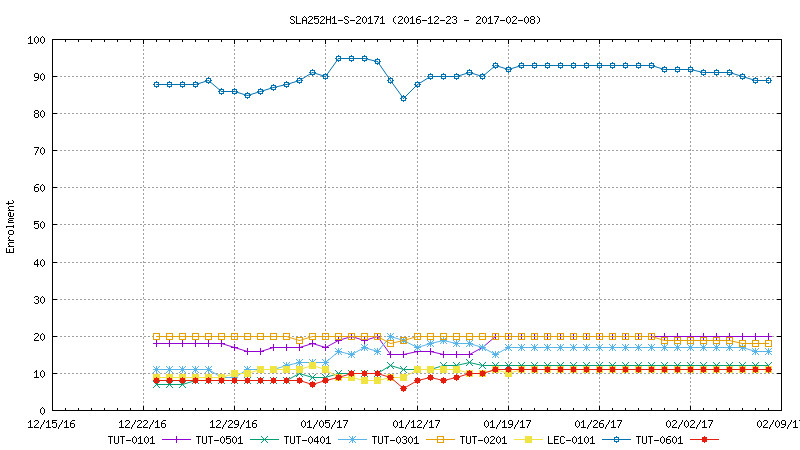 SLA252H1-S-20171 (2016-12-23 - 2017-02-08)
100
90
80
70
60
50
40
30
20
10
0
Enrolment
12/15/16 12/22/16 12/29/16 01/05/17 01/12/17 01/19/17 01/26/17 02/02/17 02/09/1
TUT-0101 TUT-0501 TUT-0401 TUT-0301 TUT-0201 LEC-0101 TUT-0601